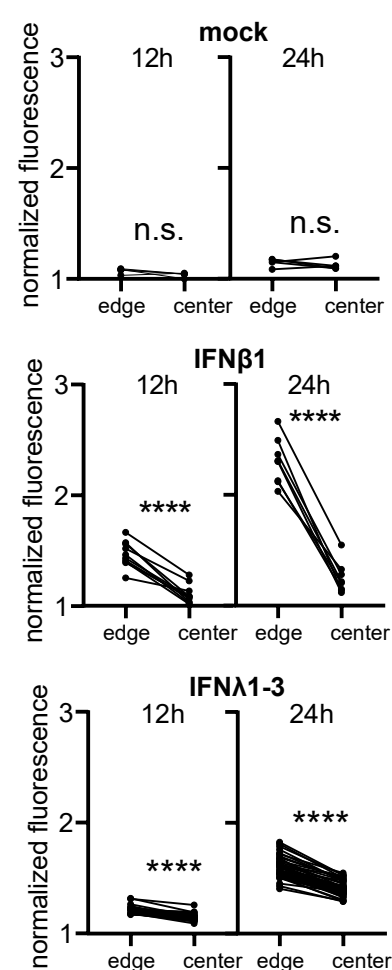 mock
12h 24h
normalized fluorescence
3
2
1
n.s. n.s.
edge center edge center
IFNβ1
12h 24h
normalized fluorescence
3
2
1
**** ****
edge center edge center
IFNλ1-3
12h 24h
normalized fluorescence
3
2
1
**** ****
edge center edge center